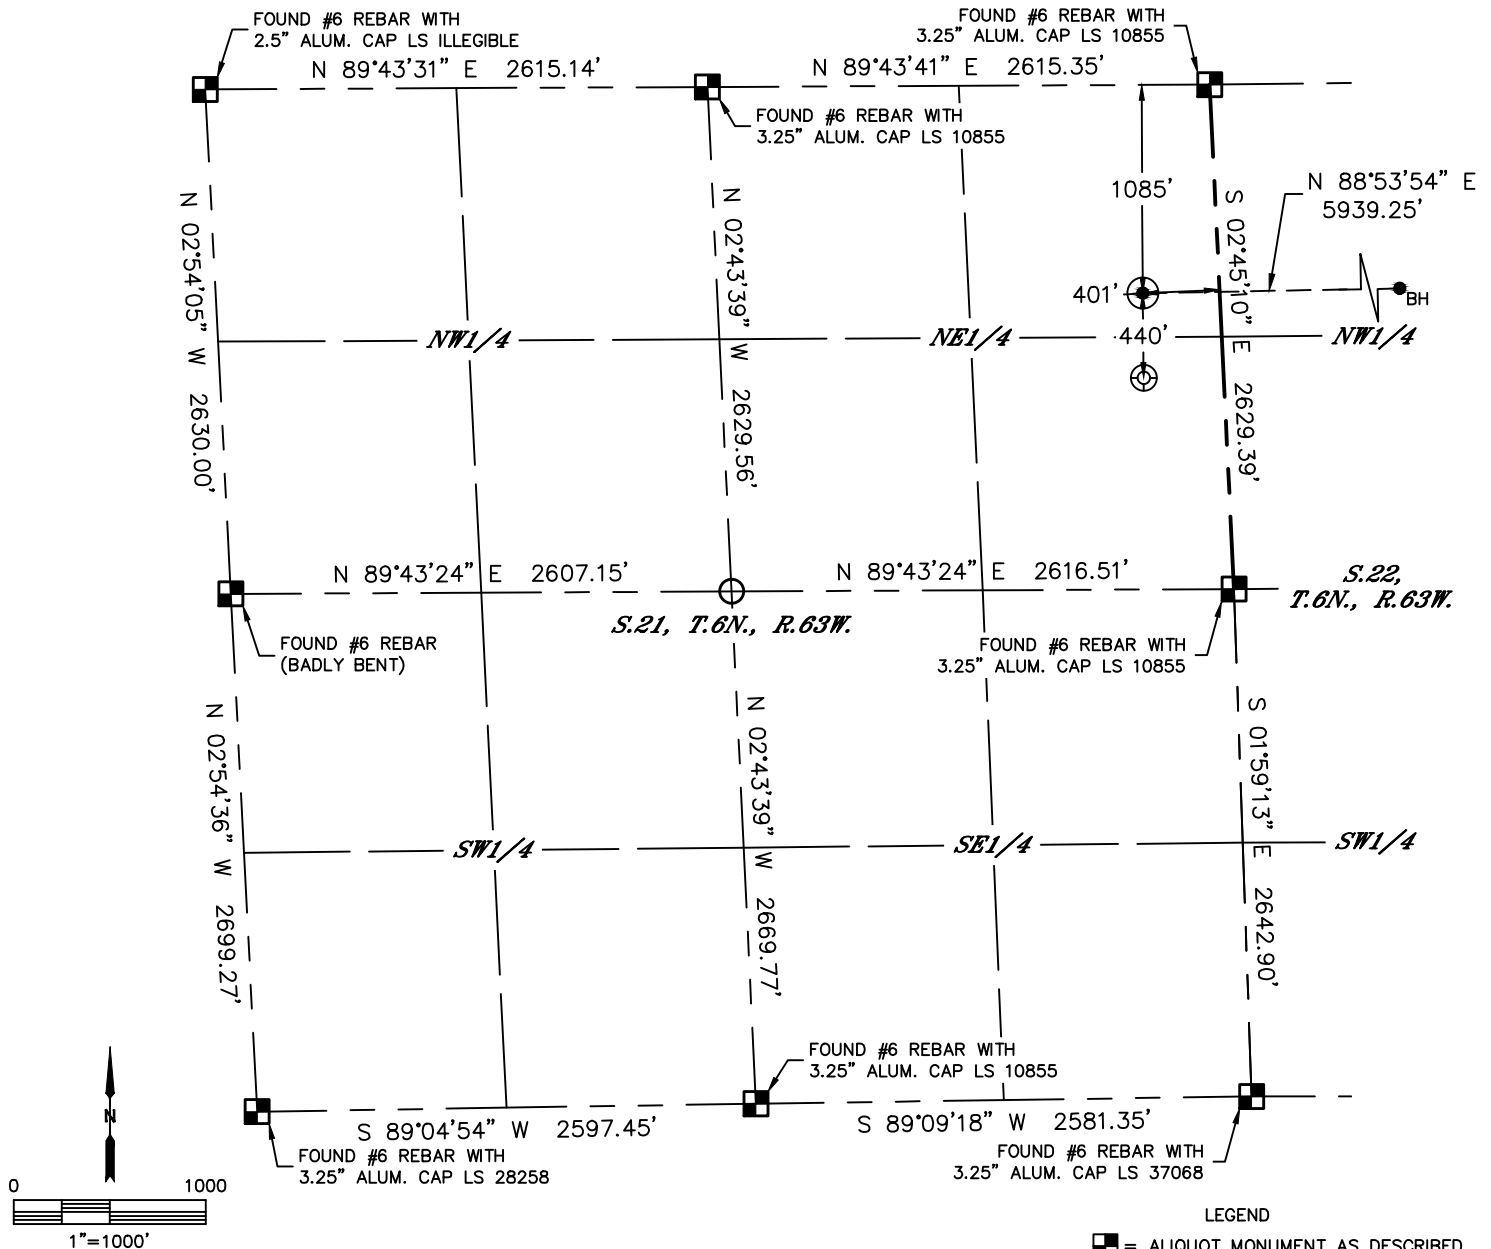 FOUND #6 REBAR WITH
2.5" ALUM. CAP LS ILLEGIBLE
FOUND #6 REBAR WITH
3.25" ALUM. CAP LS 10855
N 89°43'31" E 2615.14'
N 89°43'41" E 2615.35'
FOUND #6 REBAR WITH
3.25" ALUM. CAP LS 10855
N 02°54'05" W 2630.00'
N 02°43'39" W 2629.56'
1085'
S 02°45'10" E 2629.39'
N 88°53'54" E
5939.25'
401'
BH
440'
NW1/4
NE1/4
NW1/4
N 89°43'24" E 2607.15'
N 89°43'24" E 2616.51'
S.22,
T.6N., R.63W.
S.21, T.6N., R.63W.
FOUND #6 REBAR
(BADLY BENT)
FOUND #6 REBAR WITH
3.25" ALUM. CAP LS 10855
N 02°54'36" W 2699.27'
N 02°43'39" W 2669.77'
S 01°59'13" E 2642.90'
SW1/4
SE1/4
SW1/4
FOUND #6 REBAR WITH
3.25" ALUM. CAP LS 10855
N
S 89°04'54" W 2597.45'
S 89°09'18" W 2581.35'
FOUND #6 REBAR WITH
3.25" ALUM. CAP LS 28258
FOUND #6 REBAR WITH
3.25" ALUM. CAP LS 37068
0 1000
1"=1000'
LEGEND
= ALIQUOT MONUMENT AS DESCRIBED